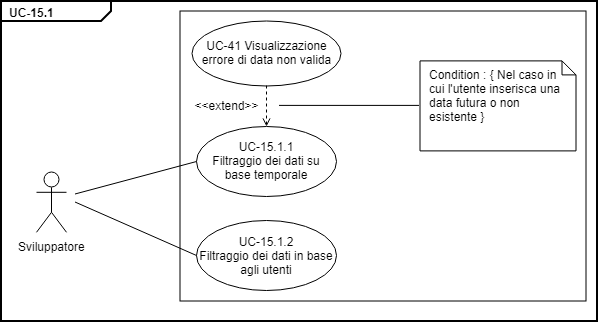 UC-15.1
UC-41 Visualizzazione
errore di data non valida
<<extend>>
Condition : { Nel caso in
cui l'utente inserisca una
data futura o non
esistente }
UC-15.1.1
Filtraggio dei dati su
base temporale
Sviluppatore
UC-15.1.2
Filtraggio dei dati in base
agli utenti